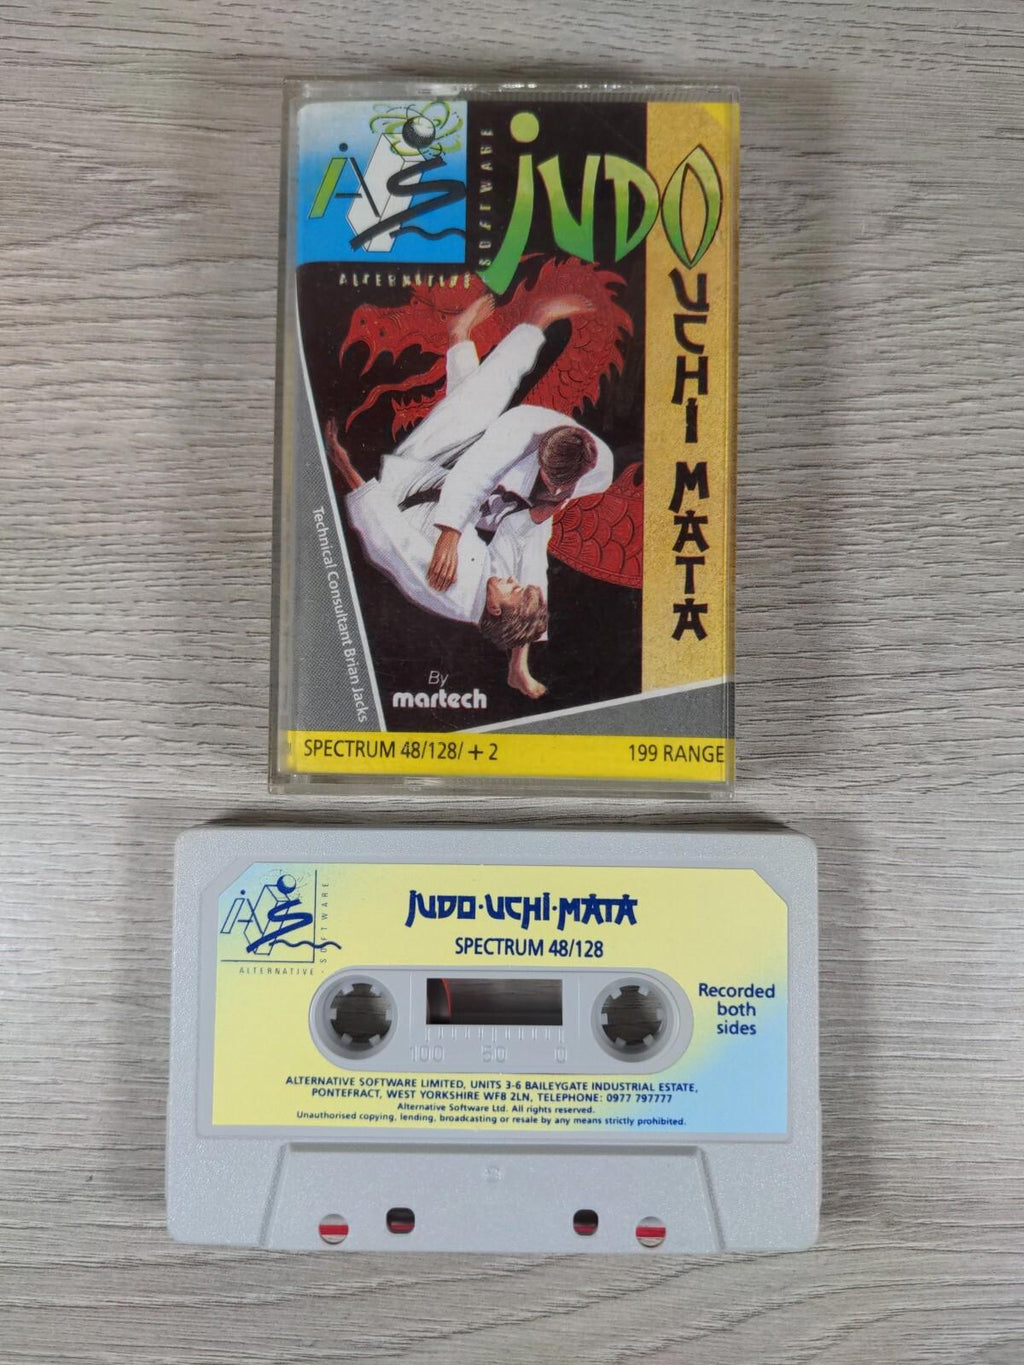 JUDO
UCHI MATA
AS
SOFTWARE
ALTERNATIVE
Technical Consultant Brian Jacks
By
martech
SPECTRUM 48/128/+2
199 RANGE
AS
SOFTWARE
ALTERNATIVE
JUDO·UCHI·MATA
SPECTRUM 48/128
Recorded
both
sides
100 50 0
ALTERNATIVE SOFTWARE LIMITED, UNITS 3-6 BAILEYGATE INDUSTRIAL ESTATE,
PONTEFRACT, WEST YORKSHIRE WF8 2LN, TELEPHONE: 0977 797777
Alternative Software Ltd. All rights reserved.
Unauthorised copying, lending, broadcasting or resale by any means strictly prohibited.